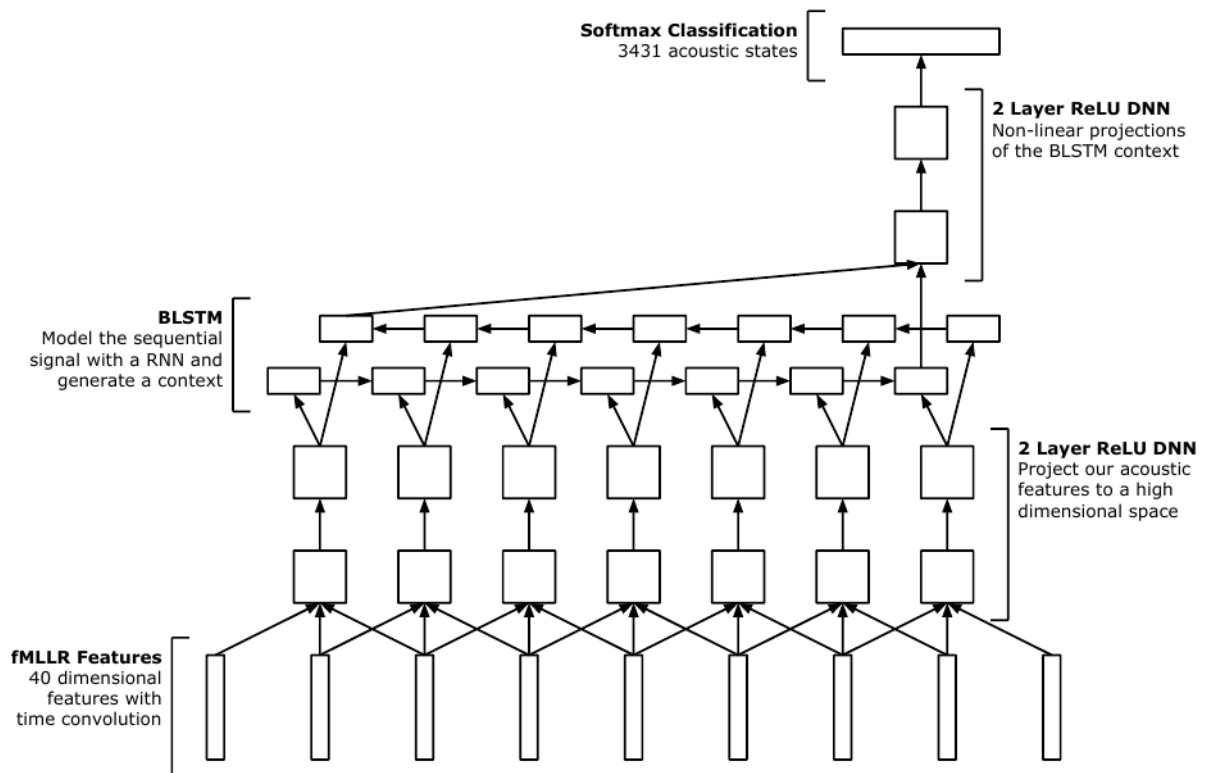 Softmax Classification
3431 acoustic states
2 Layer ReLU DNN
Non-linear projections
of the BLSTM context
BLSTM
Model the sequential
signal with a RNN and
generate a context
2 Layer ReLU DNN
Project our acoustic
features to a high
dimensional space
fMLLR Features
40 dimensional
features with
time convolution